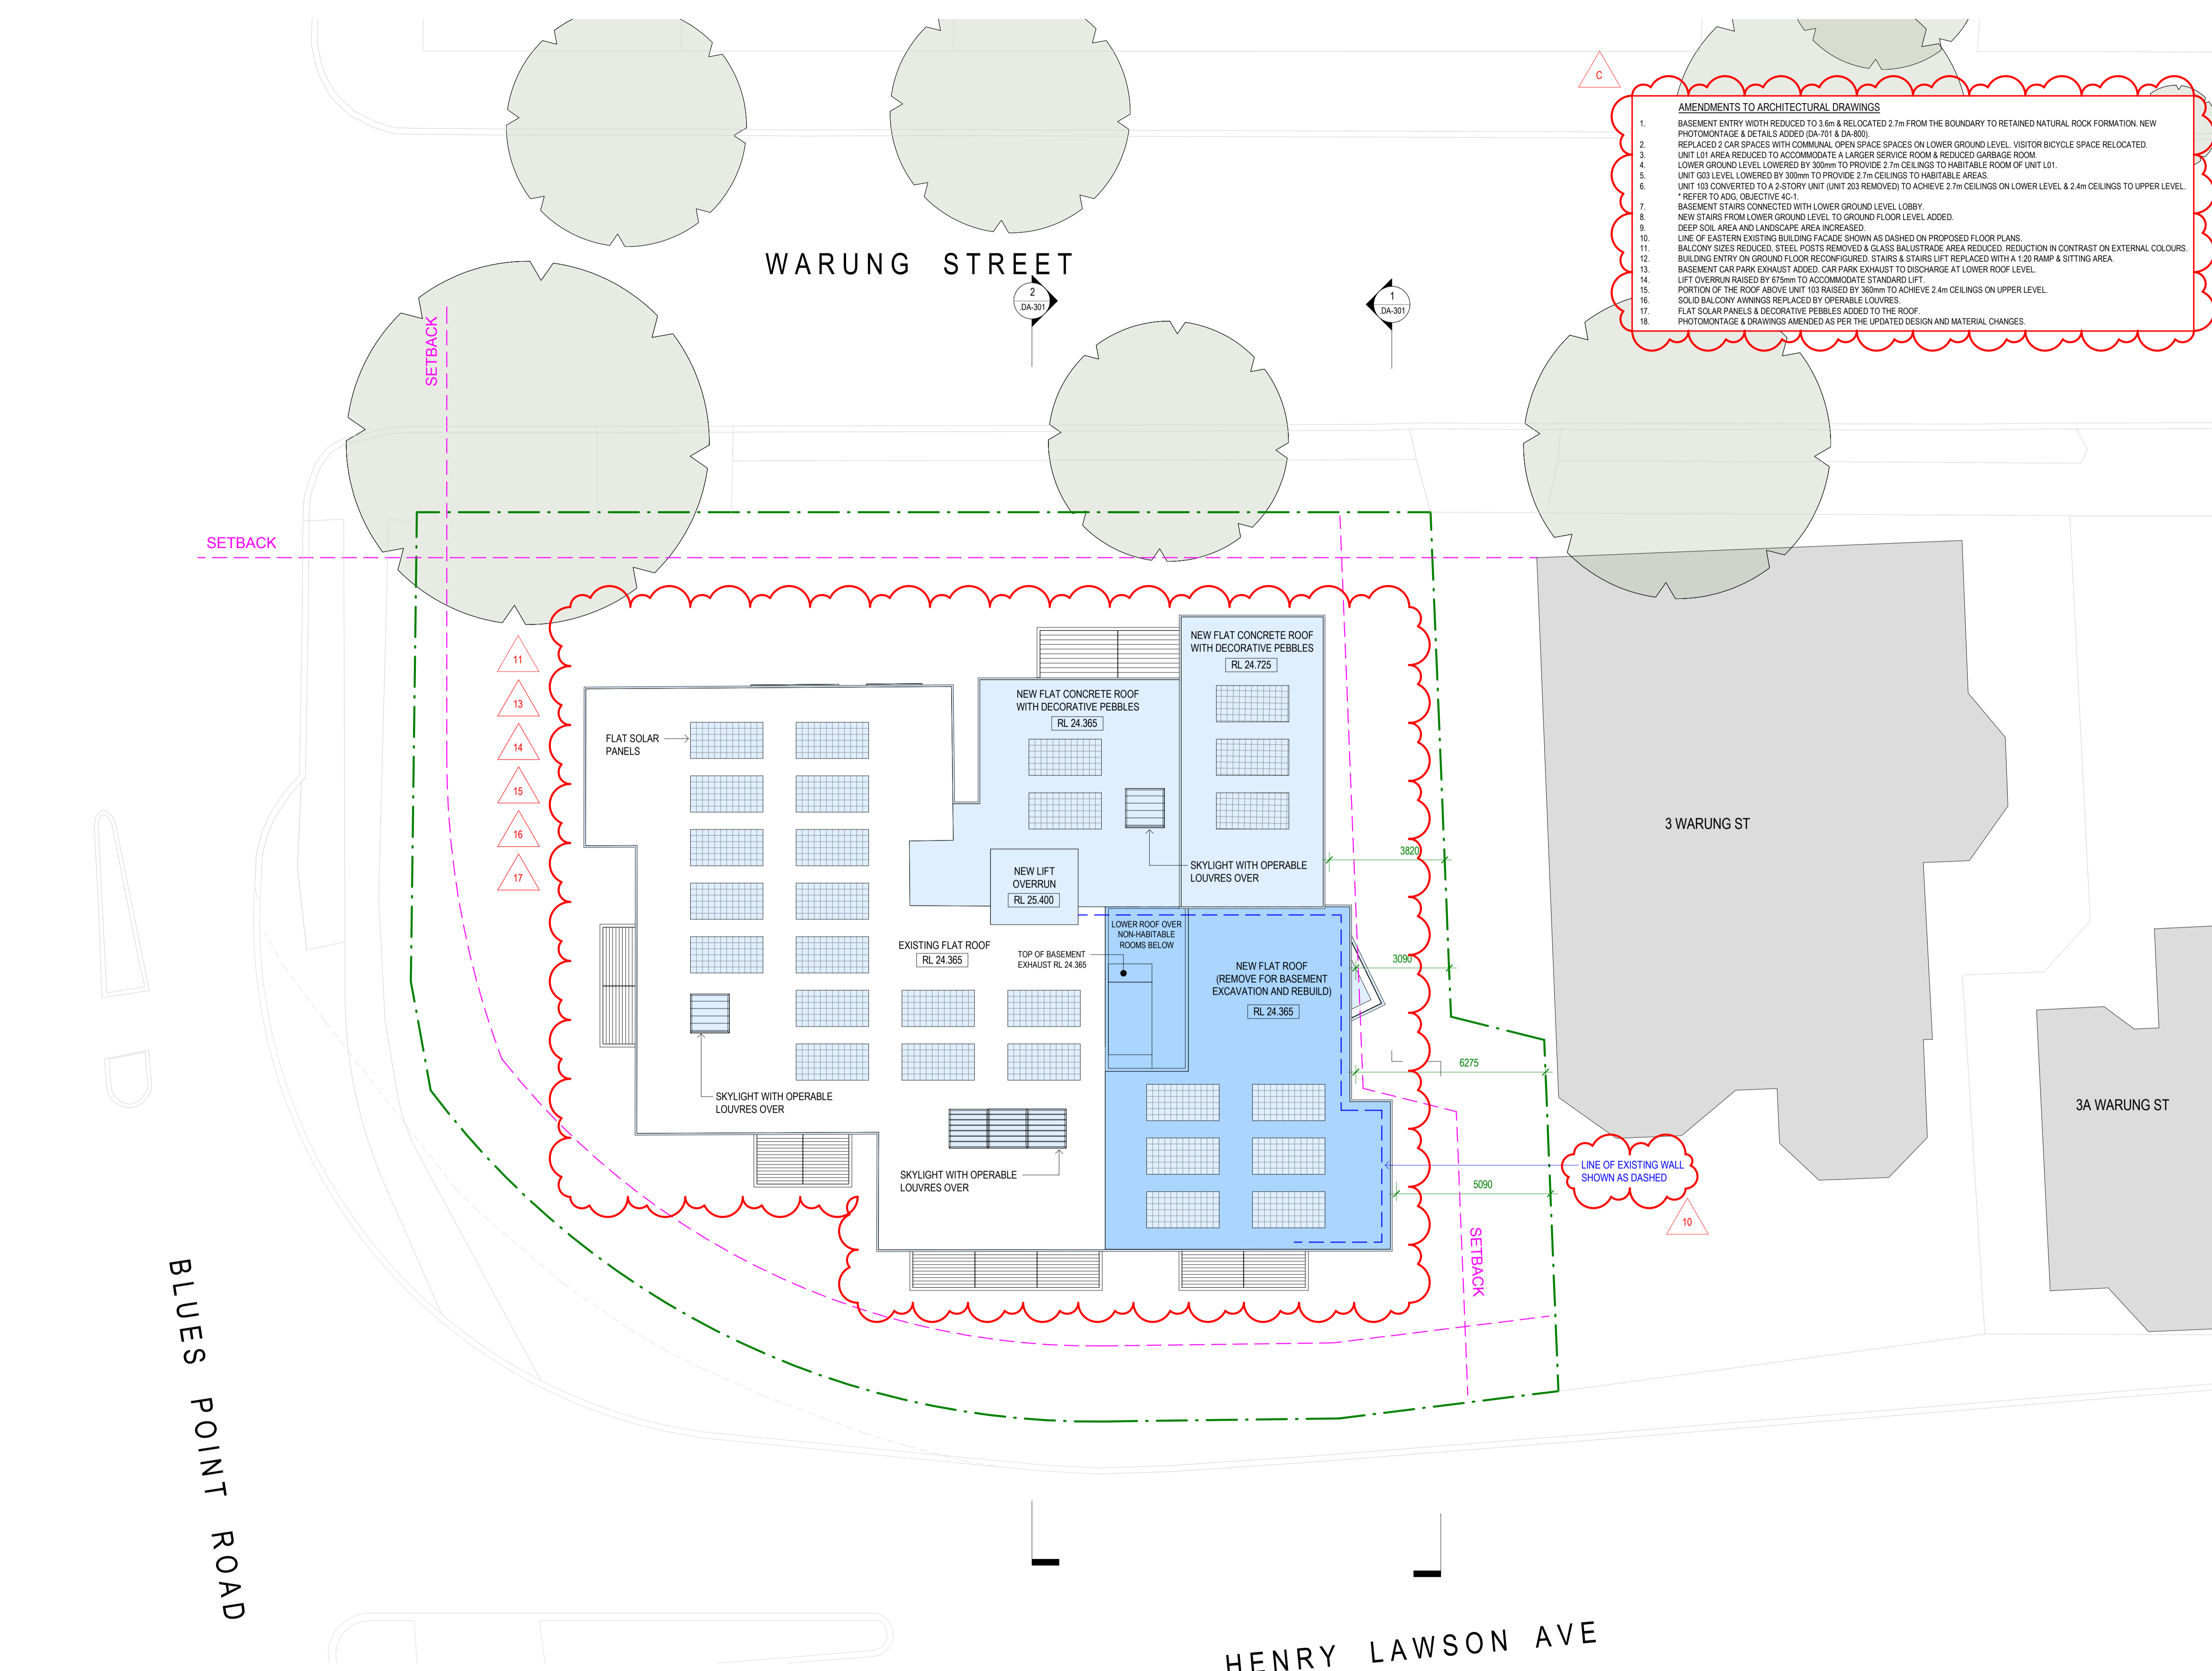 C
AMENDMENTS TO ARCHITECTURAL DRAWINGS
1. BASEMENT ENTRY WIDTH REDUCED TO 3.6m & RELOCATED 2.7m FROM THE BOUNDARY TO RETAINED NATURAL ROCK FORMATION. NEW
PHOTOMONTAGE & DETAILS ADDED (DA-701 & DA-800).
2. REPLACED 2 CAR SPACES WITH COMMUNAL OPEN SPACE SPACES ON LOWER GROUND LEVEL. VISITOR BICYCLE SPACE RELOCATED.
3. UNIT L01 AREA REDUCED TO ACCOMMODATE A LARGER SERVICE ROOM & REDUCED GARBAGE ROOM.
4. LOWER GROUND LEVEL LOWERED BY 300mm TO PROVIDE 2.7m CEILINGS TO HABITABLE ROOM OF UNIT L01.
5. UNIT G03 LEVEL LOWERED BY 300mm TO PROVIDE 2.7m CEILINGS TO HABITABLE AREAS.
6. UNIT 103 CONVERTED TO A 2-STORY UNIT (UNIT 203 REMOVED) TO ACHIEVE 2.7m CEILINGS ON LOWER LEVEL & 2.4m CEILINGS TO UPPER LEVEL.
* REFER TO ADG, OBJECTIVE 4C-1.
7. BASEMENT STAIRS CONNECTED WITH LOWER GROUND LEVEL LOBBY.
8. NEW STAIRS FROM LOWER GROUND LEVEL TO GROUND FLOOR LEVEL ADDED.
9. DEEP SOIL AREA AND LANDSCAPE AREA INCREASED.
10. LINE OF EASTERN EXISTING BUILDING FACADE SHOWN AS DASHED ON PROPOSED FLOOR PLANS.
11. BALCONY SIZES REDUCED, STEEL POSTS REMOVED & GLASS BALUSTRADE AREA REDUCED. REDUCTION IN CONTRAST ON EXTERNAL COLOURS.
12. BUILDING ENTRY ON GROUND FLOOR RECONFIGURED. STAIRS & STAIRS LIFT REPLACED WITH A 1:20 RAMP & SITTING AREA.
13. BASEMENT CAR PARK EXHAUST ADDED. CAR PARK EXHAUST TO DISCHARGE AT LOWER ROOF LEVEL.
14. LIFT OVERRUN RAISED BY 675mm TO ACCOMMODATE STANDARD LIFT.
15. PORTION OF THE ROOF ABOVE UNIT 103 RAISED BY 360mm TO ACHIEVE 2.4m CEILINGS ON UPPER LEVEL.
16. SOLID BALCONY AWNINGS REPLACED BY OPERABLE LOUVRES.
17. FLAT SOLAR PANELS & DECORATIVE PEBBLES ADDED TO THE ROOF.
18. PHOTOMONTAGE & DRAWINGS AMENDED AS PER THE UPDATED DESIGN AND MATERIAL CHANGES.
WARUNG STREET
2
.DA-301
1
.DA-301
SETBACK
SETBACK
11
13
14
15
16
17
NEW FLAT CONCRETE ROOF
WITH DECORATIVE PEBBLES
RL 24.725
NEW FLAT CONCRETE ROOF
WITH DECORATIVE PEBBLES
RL 24.365
FLAT SOLAR
PANELS
3 WARUNG ST
3820
SKYLIGHT WITH OPERABLE
LOUVRES OVER
NEW LIFT
OVERRUN
RL 25.400
LOWER ROOF OVER
NON-HABITABLE
ROOMS BELOW
EXISTING FLAT ROOF
RL 24.365
TOP OF BASEMENT
EXHAUST RL 24.365
3090
NEW FLAT ROOF
(REMOVE FOR BASEMENT
EXCAVATION AND REBUILD)
RL 24.365
6275
SKYLIGHT WITH OPERABLE
LOUVRES OVER
3A WARUNG ST
SKYLIGHT WITH OPERABLE
LOUVRES OVER
LINE OF EXISTING WALL
SHOWN AS DASHED
5090
10
SETBACK
BLUES POINT ROAD
HENRY LAWSON AVE